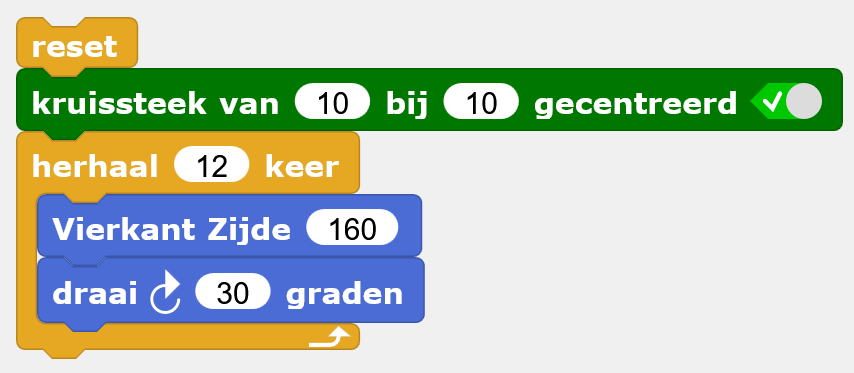 reset
kruissteek van 10 bij 10 gecentreerd
herhaal 12 keer
Vierkant Zijde 160
draai 30 graden